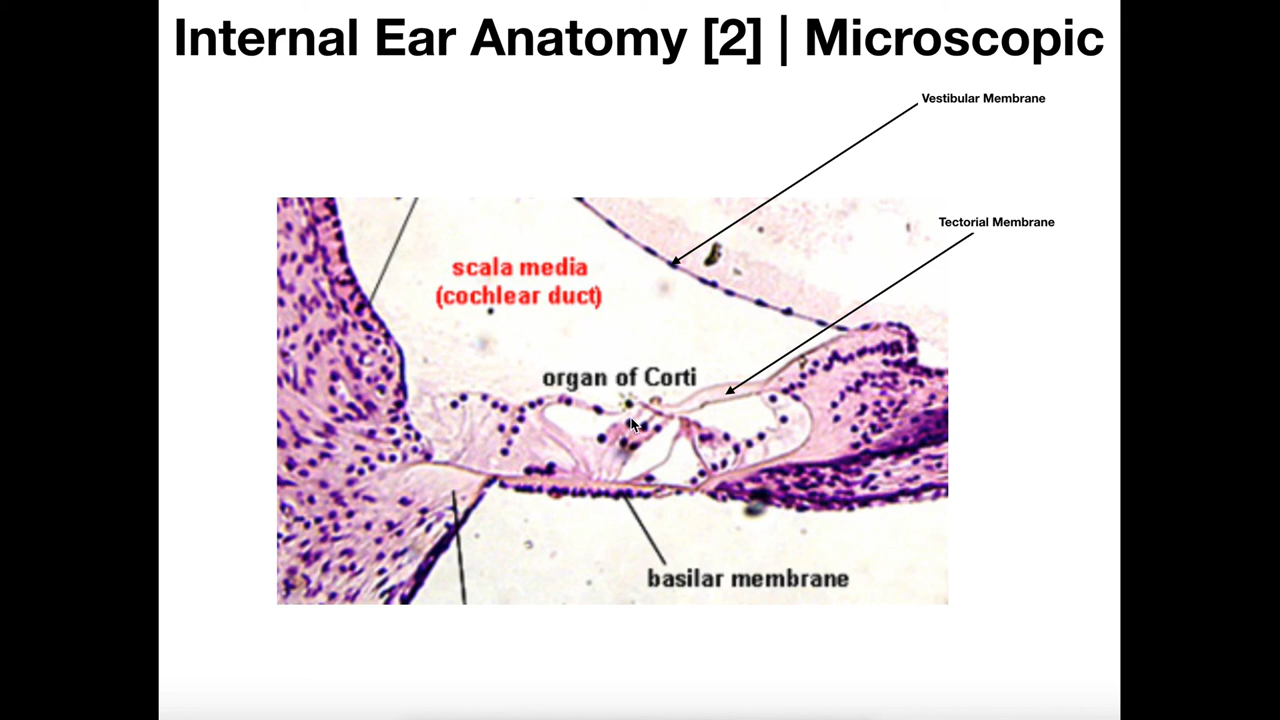 Internal Ear Anatomy [2] | Microscopic
Vestibular Membrane
Tectorial Membrane
scala media
(cochlear duct)
organ of Corti
basilar membrane